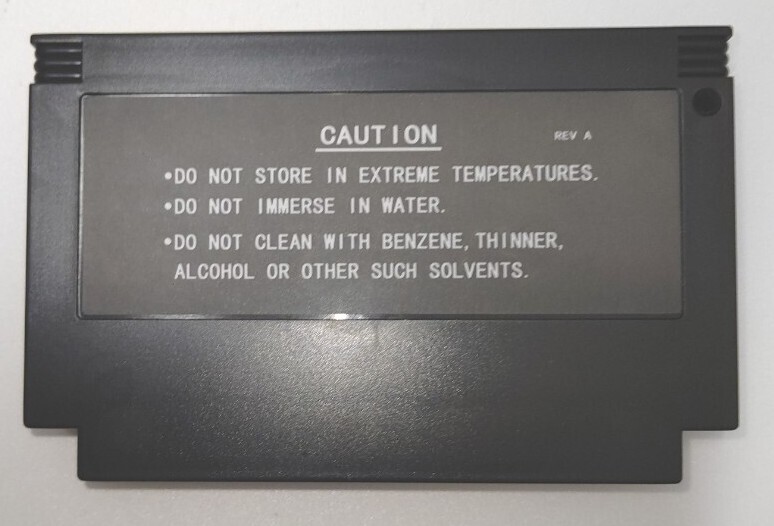 CAUTION
REV A
•DO NOT STORE IN EXTREME TEMPERATURES.
•DO NOT IMMERSE IN WATER.
•DO NOT CLEAN WITH BENZENE, THINNER,
ALCOHOL OR OTHER SUCH SOLVENTS.